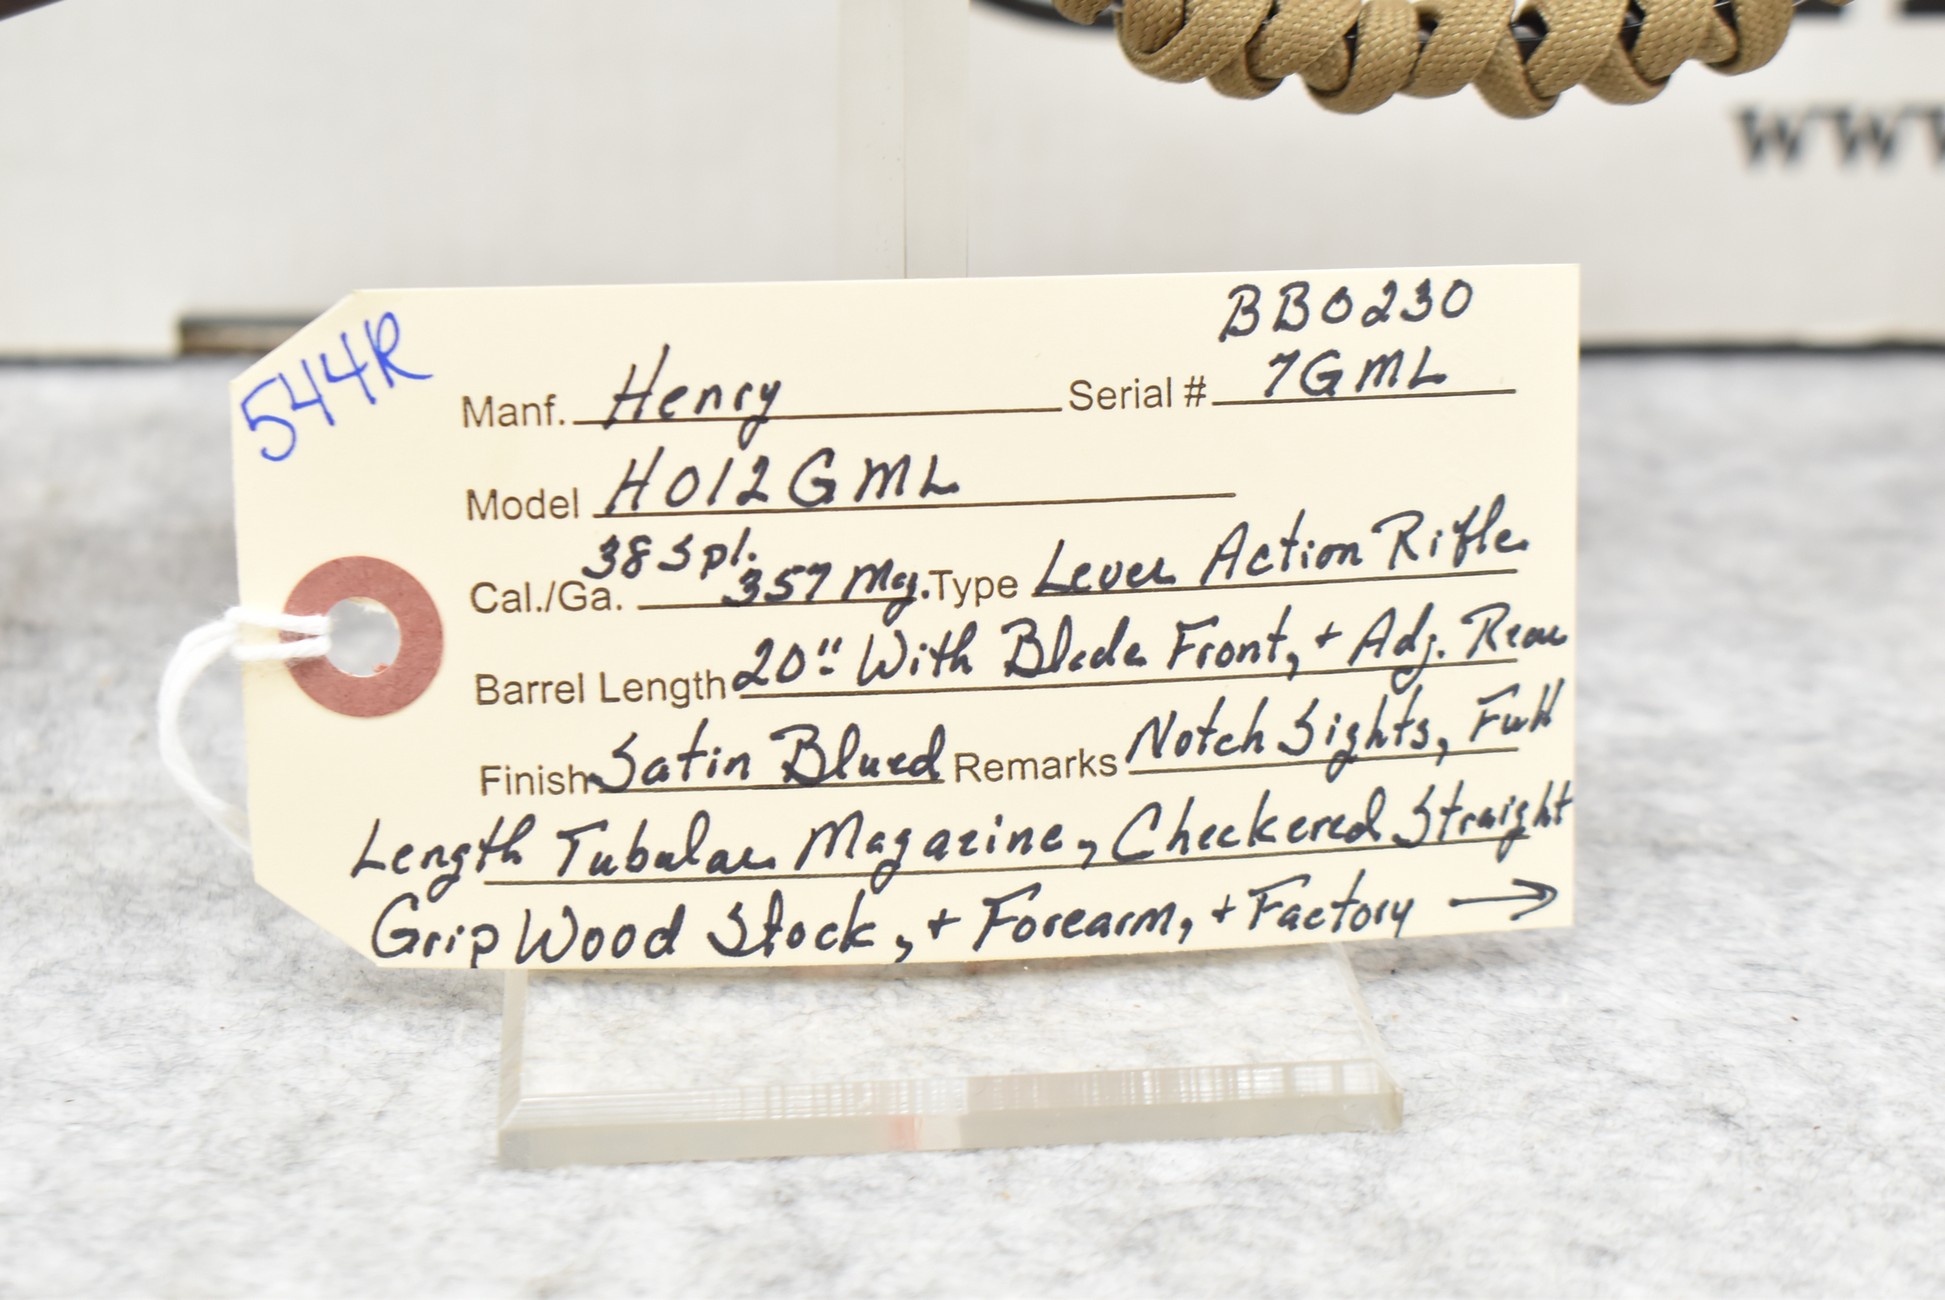 www
544R
BB0230
Manf. Henry Serial # 7GML
Model H012GML
38 Spl.
Cal./Ga. 357 Mg. Type Lever Action Rifle
Barrel Length 20" With Blade Front, + Adj. Rear
Finish Satin Blued Remarks Notch Sights, Full
Length Tubular Magazine, Checkered Straight
Grip Wood Stock, + Forearm, + Factory →